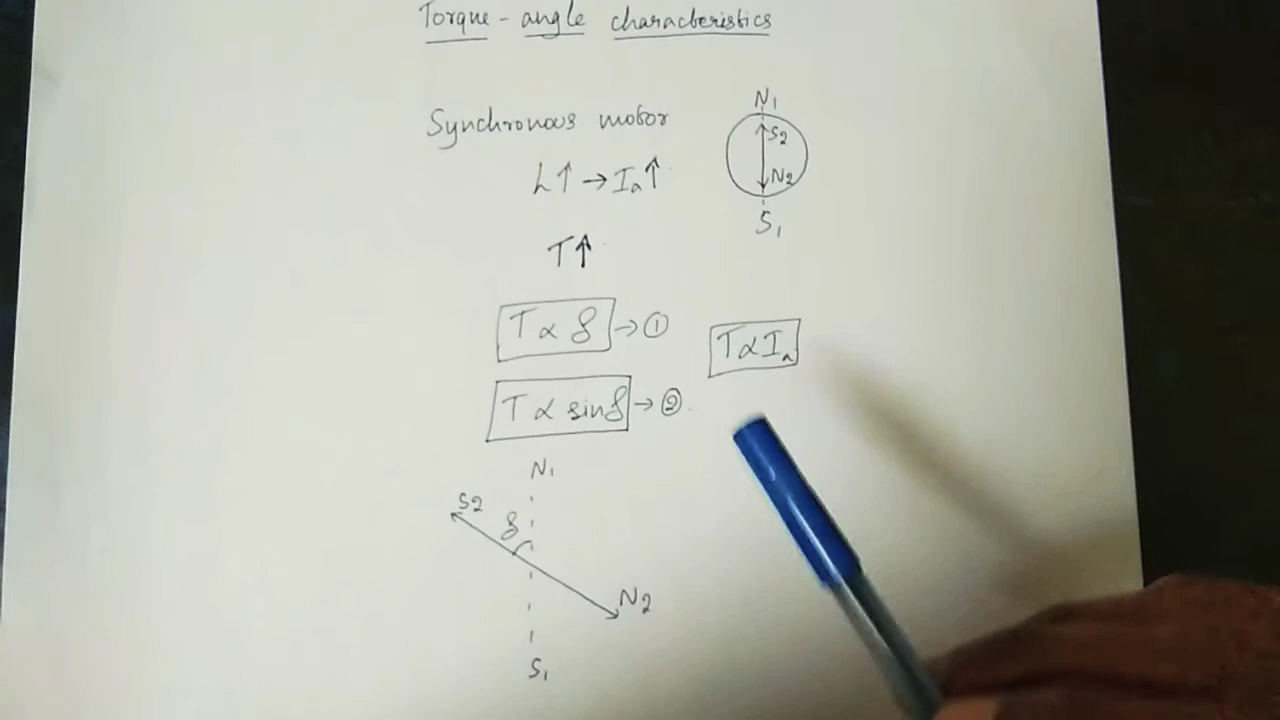 Torque - angle characteristics
Synchronous motor
L↑ → Ia↑
T↑
N1
S2
N2
S1
T ∝ δ → ①
T ∝ Ia
T ∝ sinδ → ②
N1
S2
δ
N2
S1